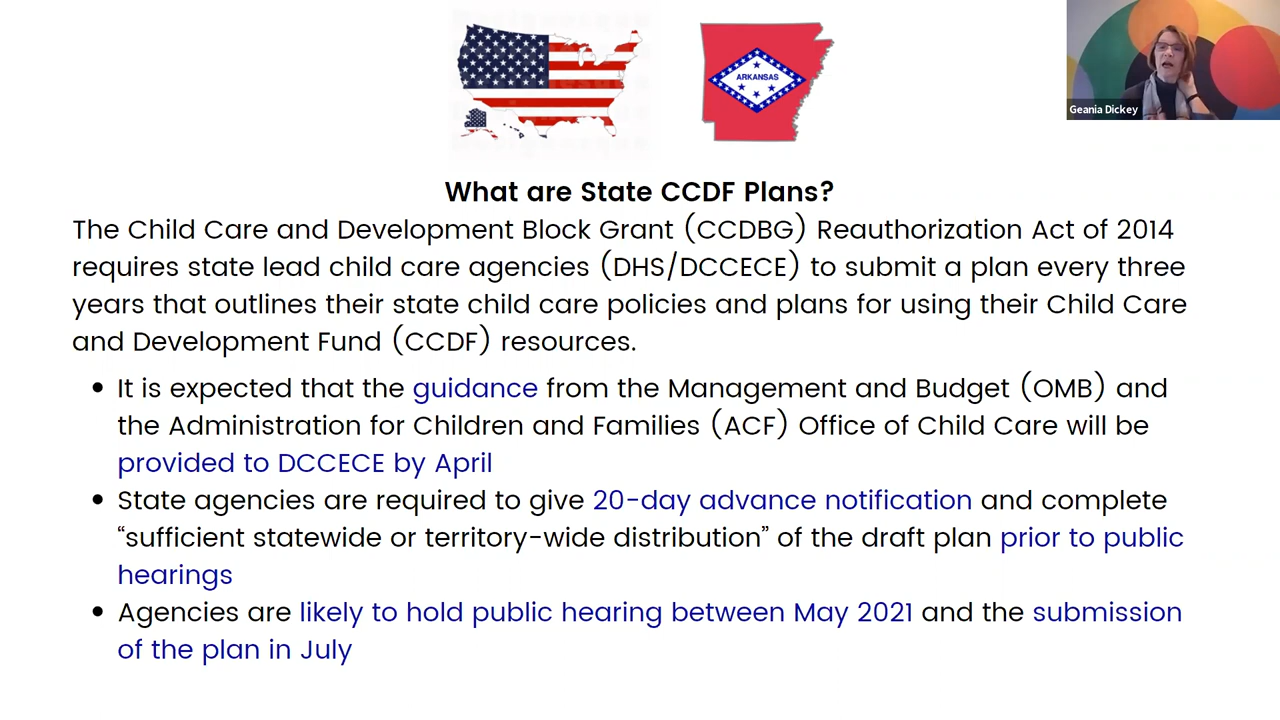 ARKANSAS
Geania Dickey
What are State CCDF Plans?
The Child Care and Development Block Grant (CCDBG) Reauthorization Act of 2014
requires state lead child care agencies (DHS/DCCECE) to submit a plan every three
years that outlines their state child care policies and plans for using their Child Care
and Development Fund (CCDF) resources.
• It is expected that the guidance from the Management and Budget (OMB) and
the Administration for Children and Families (ACF) Office of Child Care will be
provided to DCCECE by April
• State agencies are required to give 20-day advance notification and complete
“sufficient statewide or territory-wide distribution” of the draft plan prior to public
hearings
• Agencies are likely to hold public hearing between May 2021 and the submission
of the plan in July